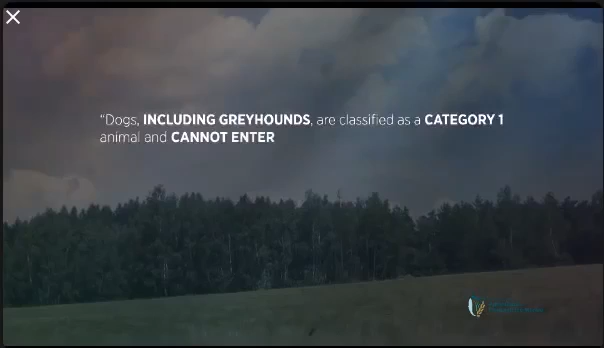 “Dogs, INCLUDING GREYHOUNDS, are classified as a CATEGORY 1
animal and CANNOT ENTER